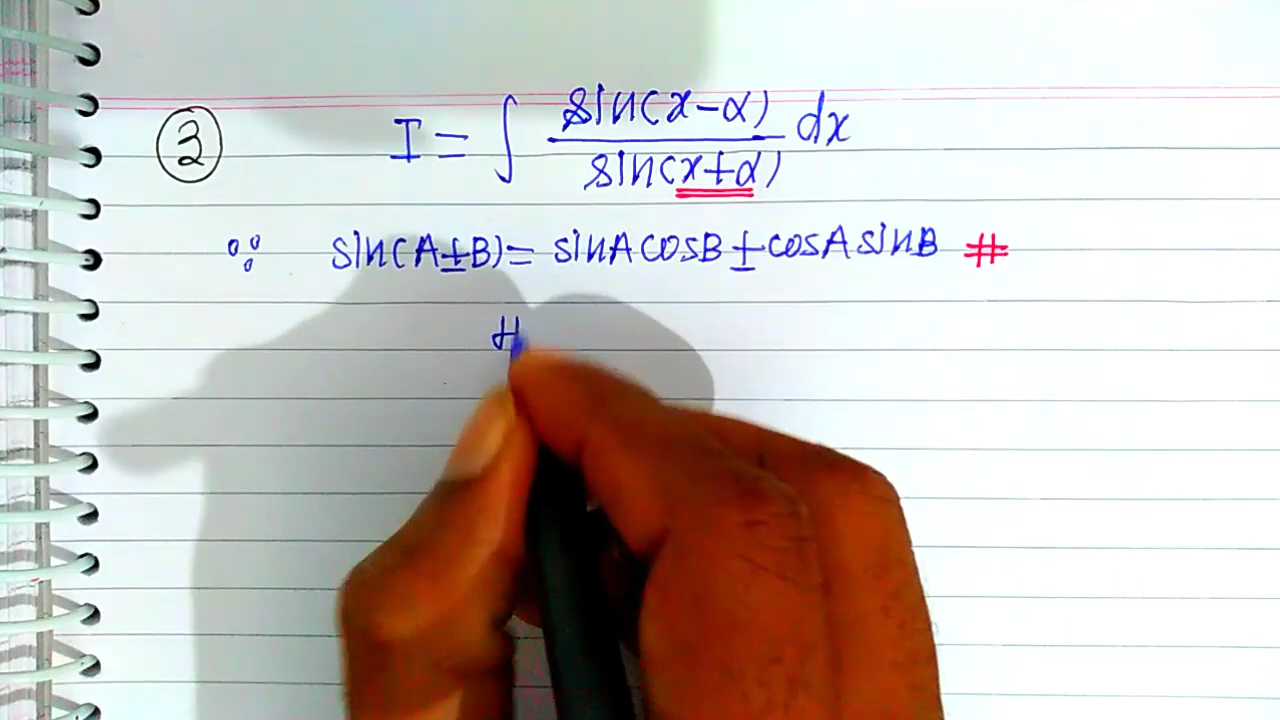 3 I = ∫ sin(x-α)/sin(x+α) dx
∵ sin(A±B) = sinA cosB ± cosA sinB #